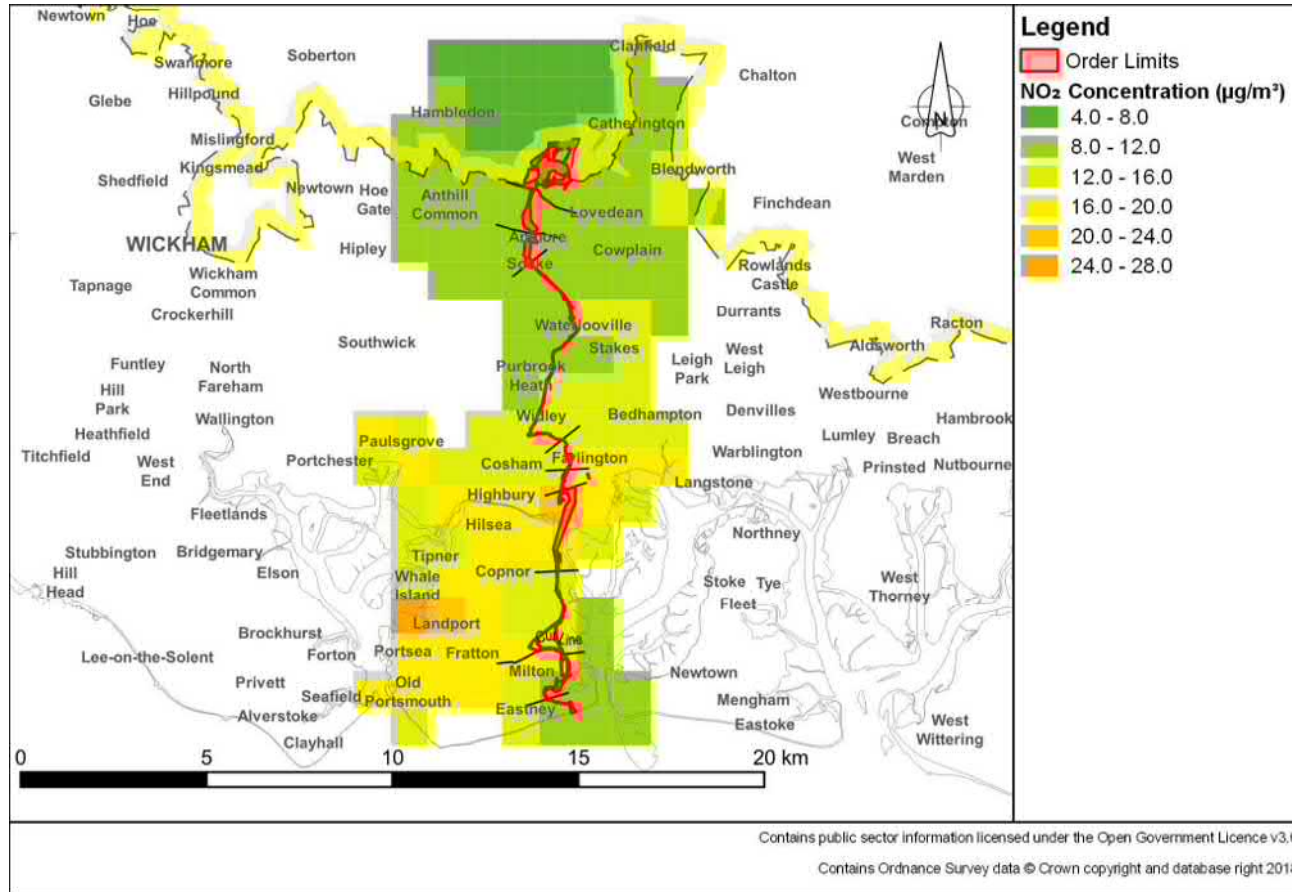 Newtown
Hoe
Swanmore
Soberton
Clanfield
Chalton
Glebe
Hillpound
Hambledon
Mislingford
Catherington
Compton
Kingsmead
Shedfield
Newtown
Hoe
Gate
Anthill
Common
Blendworth
West
Marden
Lovedean
Finchdean
WICKHAM
Hipley
Anmore
Cowplain
Soake
Rowlands
Castle
Wickham
Common
Tapnage
Crockerhill
Durrants
Racton
Waterlooville
Southwick
Stakes
Aldsworth
Funtley
North
Fareham
Purbrook
Heath
Leigh
Park
West
Leigh
Hill
Park
Westbourne
Wallington
Widley
Bedhampton
Denvilles
Hambrook
Heathfield
Paulsgrove
Lumley
Breach
Titchfield
West
End
Portchester
Cosham
Farlington
Warblington
Prinsted
Nutbourne
Highbury
Langstone
Fleetlands
Hilsea
Northney
Stubbington
Bridgemary
Tipner
Hill
Head
Elson
Whale
Island
Copnor
Stoke
Tye
West
Thorney
Fleet
Brockhurst
Landport
Lee-on-the-Solent
Forton
Portsea
Fratton
Cut
Line
Milton
Newtown
Privett
Seafield
Old
Portsmouth
Mengham
Alverstoke
Eastney
Eastoke
West
Wittering
Clayhall
0 5 10 15 20 km
N
Legend
Order Limits
NO₂ Concentration (µg/m³)
4.0 - 8.0
8.0 - 12.0
12.0 - 16.0
16.0 - 20.0
20.0 - 24.0
24.0 - 28.0
Contains public sector information licensed under the Open Government Licence v3.
Contains Ordnance Survey data © Crown copyright and database right 2018